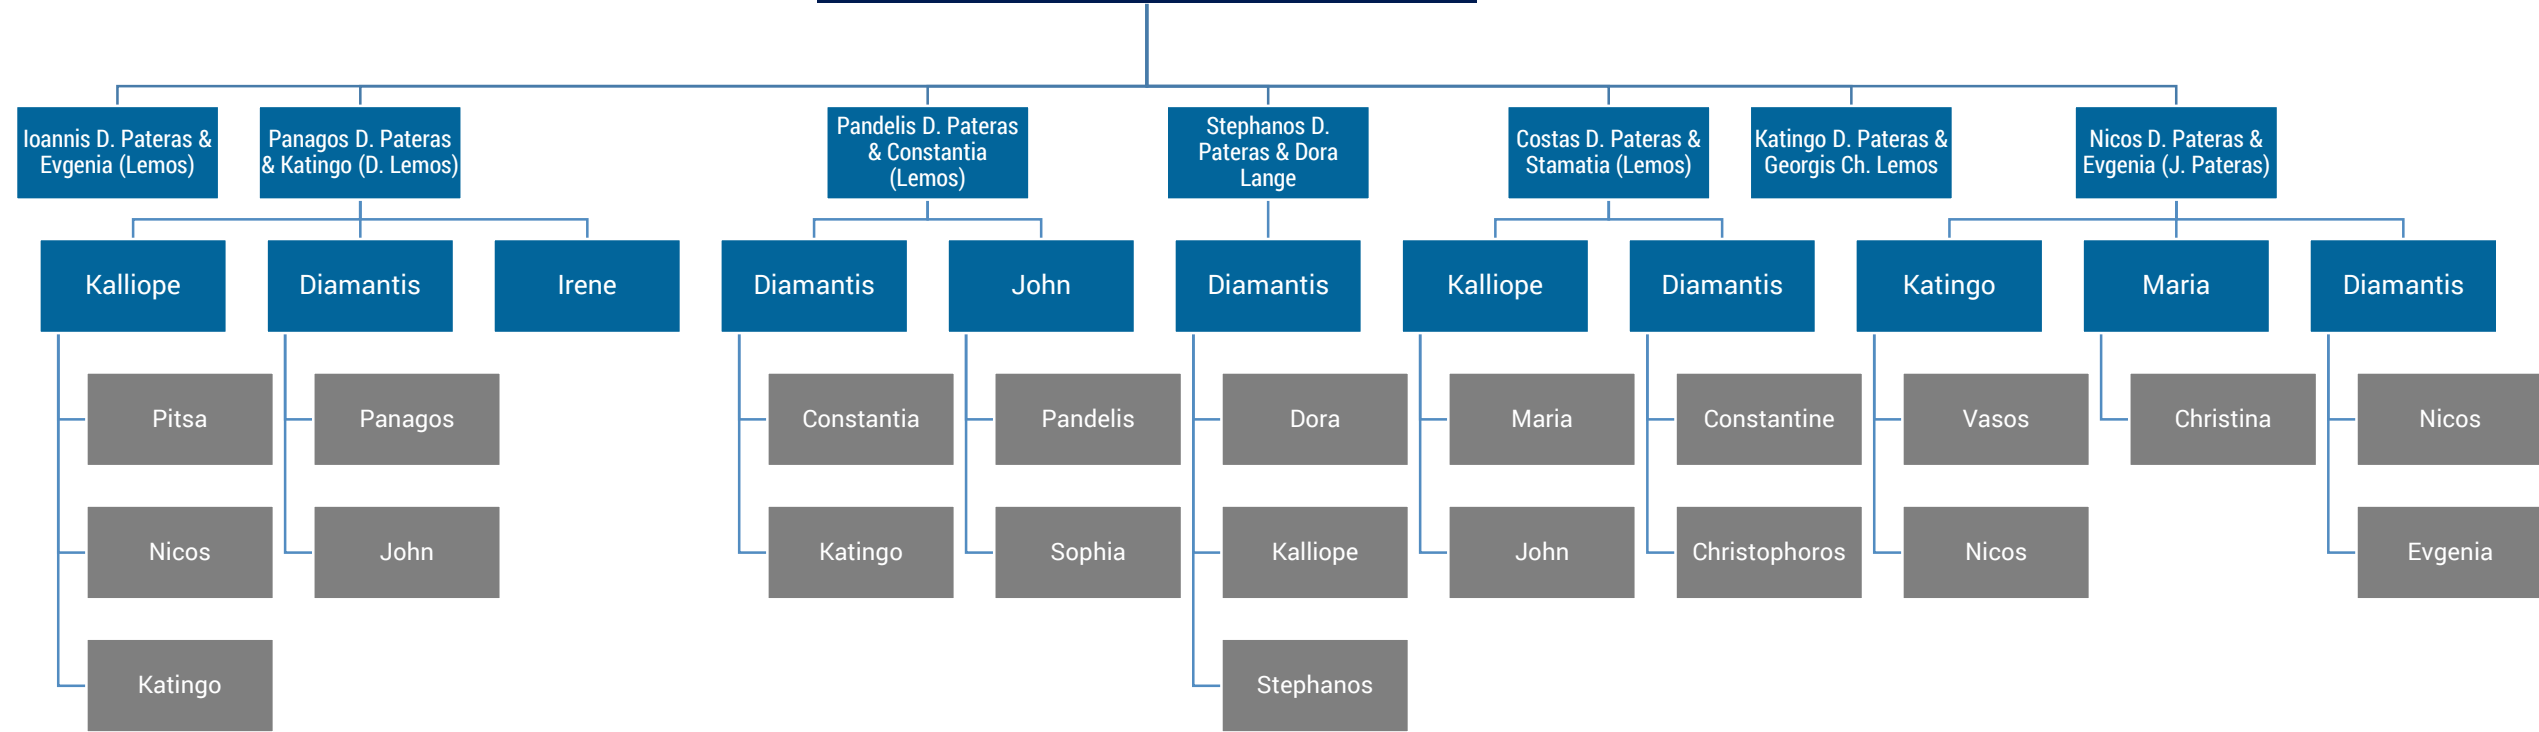 Ioannis D. Pateras &
Evgenia (Lemos)
Panagos D. Pateras
& Katingo (D. Lemos)
Pandelis D. Pateras
& Constantia
(Lemos)
Stephanos D.
Pateras & Dora
Lange
Costas D. Pateras &
Stamatia (Lemos)
Katingo D. Pateras &
Georgis Ch. Lemos
Nicos D. Pateras &
Evgenia (J. Pateras)
Kalliope
Diamantis
Irene
Diamantis
John
Diamantis
Kalliope
Diamantis
Katingo
Maria
Diamantis
Pitsa
Panagos
Constantia
Pandelis
Dora
Maria
Constantine
Vasos
Christina
Nicos
Nicos
John
Katingo
Sophia
Kalliope
John
Christophoros
Nicos
Evgenia
Katingo
Stephanos